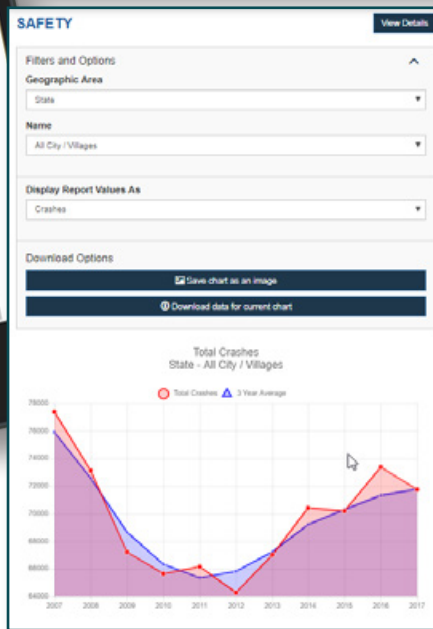 SAFETY
View Details
Filters and Options
Geographic Area
State
Name
All City / Villages
Display Report Values As
Crashes
Download Options
Save chart as an image
Download data for current chart
Total Crashes
State - All City / Villages
Total Crashes 3 Year Average
78000
76000
74000
72000
70000
68000
66000
64000
2007 2008 2009 2010 2011 2012 2013 2014 2015 2016 2017